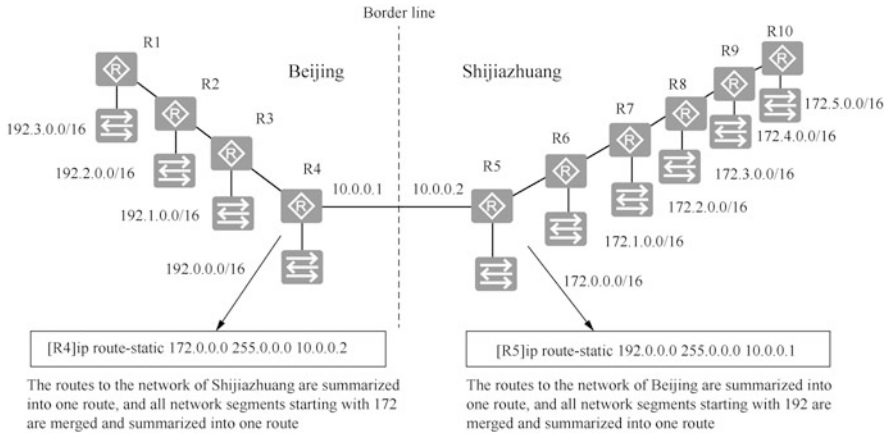 Border line
R1
R2
R3
R4
Beijing
Shijiazhuang
R10
R9
R8
R7
R6
R5
192.3.0.0/16
192.2.0.0/16
192.1.0.0/16
192.0.0.0/16
10.0.0.1
10.0.0.2
172.5.0.0/16
172.4.0.0/16
172.3.0.0/16
172.2.0.0/16
172.1.0.0/16
172.0.0.0/16
R
R
R
R
R
R
R
R
R
R
[R4]ip route-static 172.0.0.0 255.0.0.0 10.0.0.2
The routes to the network of Shijiazhuang are summarized
into one route, and all network segments starting with 172
are merged and summarized into one route
[R5]ip route-static 192.0.0.0 255.0.0.0 10.0.0.1
The routes to the network of Beijing are summarized into
one route, and all network segments starting with 192 are
merged and summarized into one route